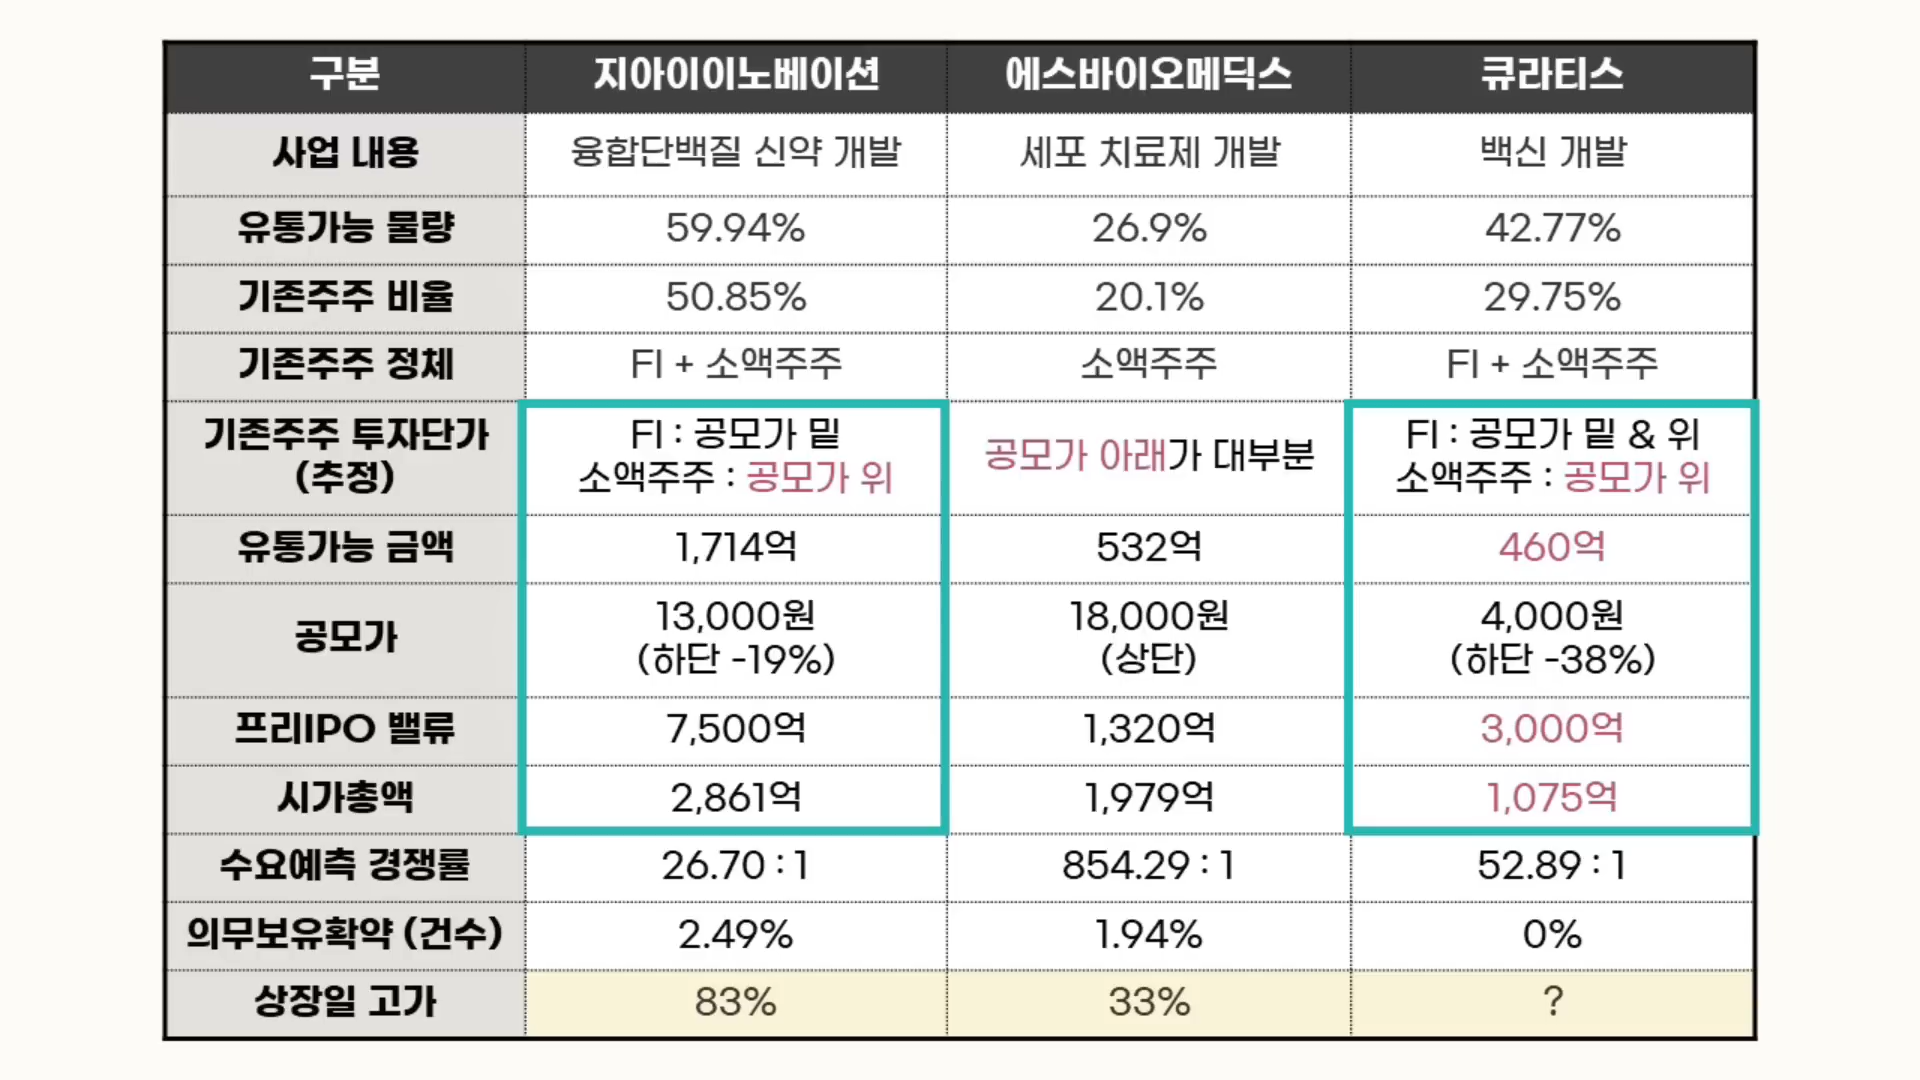 구분 지아이이노베이션 에스바이오메딕스 큐라티스
사업 내용 융합단백질 신약 개발 세포 치료제 개발 백신 개발
유통가능 물량 59.94% 26.9% 42.77%
기존주주 비율 50.85% 20.1% 29.75%
기존주주 정체 FI + 소액주주 소액주주 FI + 소액주주
기존주주 투자단가
(추정)
FI : 공모가 밑
소액주주 : 공모가 위
공모가 아래가 대부분
FI : 공모가 밑 & 위
소액주주 : 공모가 위
유통가능 금액 1,714억 532억 460억
공모가
13,000원
(하단 -19%)
18,000원
(상단)
4,000원
(하단 -38%)
프리IPO 밸류 7,500억 1,320억 3,000억
시가총액 2,861억 1,979억 1,075억
수요예측 경쟁률 26.70 : 1 854.29 : 1 52.89 : 1
의무보유확약 (건수) 2.49% 1.94% 0%
상장일 고가 83% 33% ?